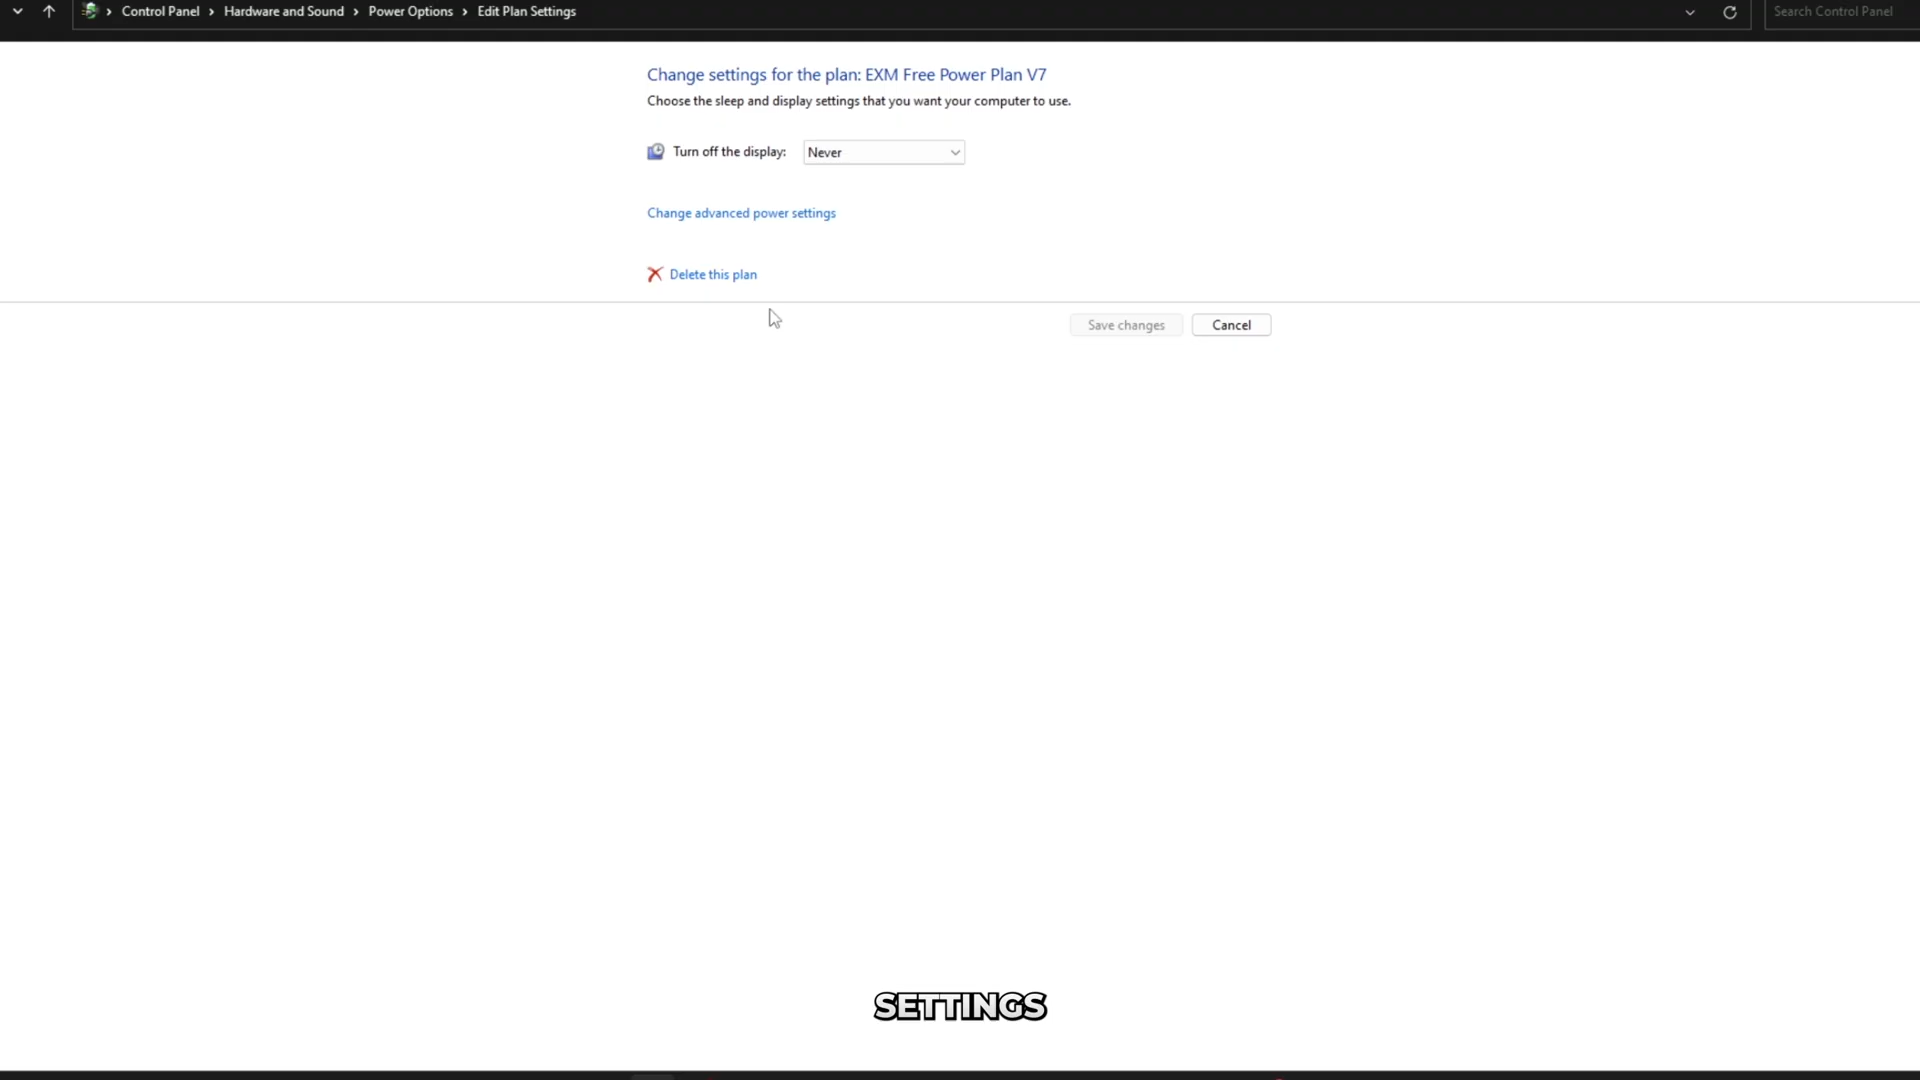 Control Panel > Hardware and Sound > Power Options > Edit Plan Settings
Search Control Panel
Change settings for the plan: EXM Free Power Plan V7
Choose the sleep and display settings that you want your computer to use.
Turn off the display: Never
Change advanced power settings
Delete this plan
Save changes Cancel
SETTINGS